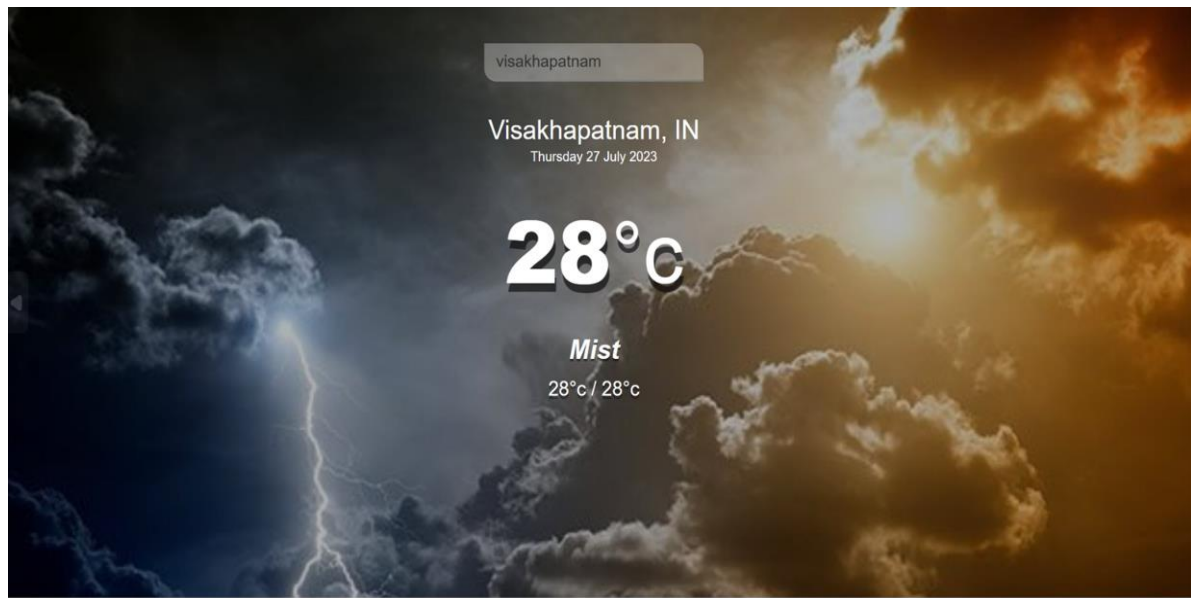 visakhapatnam
Visakhapatnam, IN
Thursday 27 July 2023
28°c
Mist
28°c / 28°c